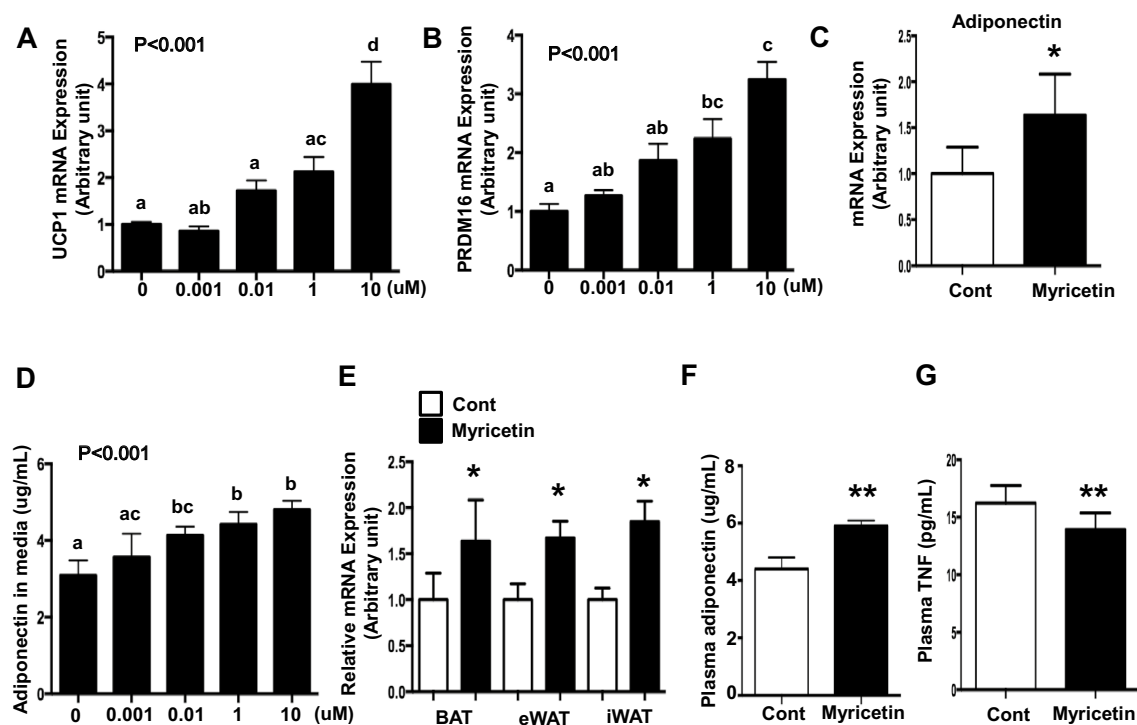 A
P<0.001
UCP1 mRNA Expression
(Arbitrary unit)
5
4
3
2
1
0
a
ab
a
ac
d
0 0.001 0.01 1 10 (uM)
B
P<0.001
PRDM16 mRNA Expression
(Arbitrary unit)
4
3
2
1
0
a
ab
ab
bc
c
0 0.001 0.01 1 10 (uM)
C
Adiponectin
mRNA Expression
(Arbitrary unit)
2.5
2.0
1.5
1.0
0.5
0.0
*
Cont Myricetin
D
P<0.001
Adiponectin in media (ug/mL)
6
4
2
0
a
ac
bc
b
b
0 0.001 0.01 1 10 (uM)
E
Cont
Myricetin
Relative mRNA Expression
(Arbitrary unit)
2.5
2.0
1.5
1.0
0.5
0.0
* * *
BAT eWAT iWAT
F
Plasma adiponectin (ug/mL)
8
6
4
2
0
**
Cont Myricetin
G
Plasma TNF (pg/mL)
20
15
10
5
0
**
Cont Myricetin